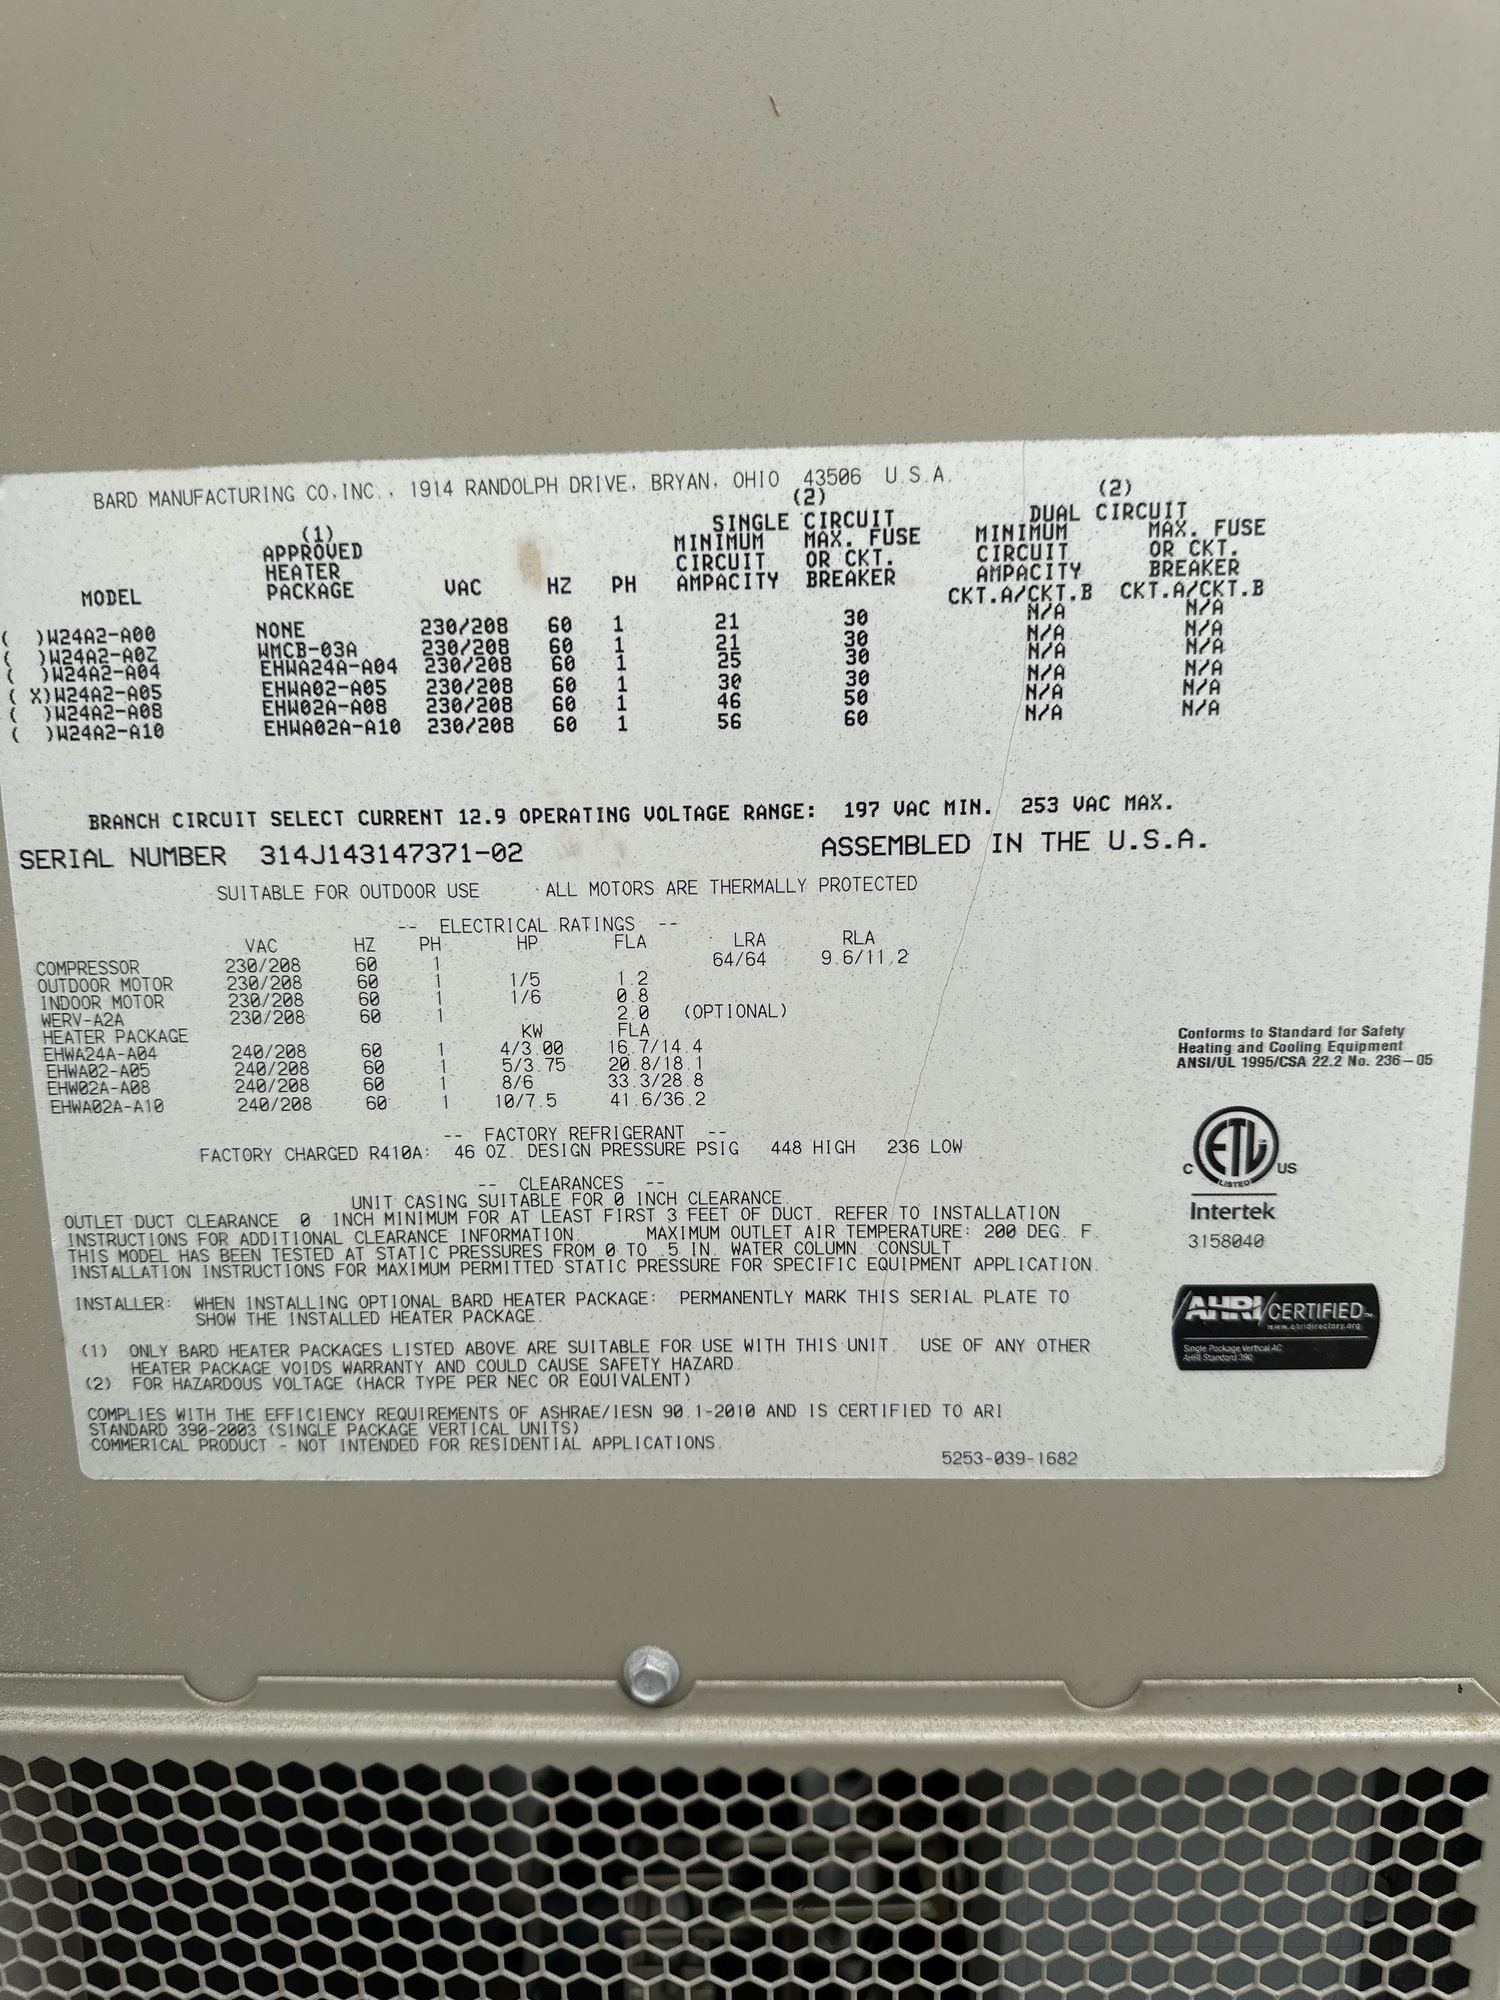 BARD MANUFACTURING CO,INC., 1914 RANDOLPH DRIVE, BRYAN, OHIO 43506 U.S.A.
(2) (2)
SINGLE CIRCUIT DUAL CIRCUIT
(1) MINIMUM MAX. FUSE MINIMUM MAX. FUSE
APPROVED CIRCUIT OR CKT. CIRCUIT OR CKT.
HEATER AMPACITY BREAKER AMPACITY BREAKER
MODEL PACKAGE VAC HZ PH CKT.A/CKT.B CKT.A/CKT.B
( )W24A2-A00 NONE 230/208 60 1 21 30 N/A N/A
( )W24A2-A0Z WMCB-03A 230/208 60 1 21 30 N/A N/A
( )W24A2-A04 EHWA24A-A04 230/208 60 1 25 30 N/A N/A
( X)W24A2-A05 EHWA02-A05 230/208 60 1 30 30 N/A N/A
( )W24A2-A08 EHW02A-A08 230/208 60 1 46 50 N/A N/A
( )W24A2-A10 EHWA02A-A10 230/208 60 1 56 60 N/A N/A
BRANCH CIRCUIT SELECT CURRENT 12.9 OPERATING VOLTAGE RANGE: 197 VAC MIN. 253 VAC MAX.
SERIAL NUMBER 314J143147371-02 ASSEMBLED IN THE U.S.A.
SUITABLE FOR OUTDOOR USE ALL MOTORS ARE THERMALLY PROTECTED
-- ELECTRICAL RATINGS --
VAC HZ PH HP FLA LRA RLA
COMPRESSOR 230/208 60 1 64/64 9.6/11.2
OUTDOOR MOTOR 230/208 60 1 1/5 1.2
INDOOR MOTOR 230/208 60 1 1/6 0.8
WERV-A2A 230/208 60 1 2.0 (OPTIONAL)
HEATER PACKAGE KW FLA
EHWA24A-A04 240/208 60 1 4/3.00 16.7/14.4
EHWA02-A05 240/208 60 1 5/3.75 20.8/18.1
EHW02A-A08 240/208 60 1 8/6 33.3/28.8
EHWA02A-A10 240/208 60 1 10/7.5 41.6/36.2
-- FACTORY REFRIGERANT --
FACTORY CHARGED R410A: 46 OZ. DESIGN PRESSURE PSIG 448 HIGH 236 LOW
-- CLEARANCES --
UNIT CASING SUITABLE FOR 0 INCH CLEARANCE.
OUTLET DUCT CLEARANCE 0 INCH MINIMUM FOR AT LEAST FIRST 3 FEET OF DUCT. REFER TO INSTALLATION
INSTRUCTIONS FOR ADDITIONAL CLEARANCE INFORMATION. MAXIMUM OUTLET AIR TEMPERATURE: 200 DEG. F.
THIS MODEL HAS BEEN TESTED AT STATIC PRESSURES FROM 0 TO .5 IN. WATER COLUMN. CONSULT
INSTALLATION INSTRUCTIONS FOR MAXIMUM PERMITTED STATIC PRESSURE FOR SPECIFIC EQUIPMENT APPLICATION.
INSTALLER: WHEN INSTALLING OPTIONAL BARD HEATER PACKAGE: PERMANENTLY MARK THIS SERIAL PLATE TO
SHOW THE INSTALLED HEATER PACKAGE.
(1) ONLY BARD HEATER PACKAGES LISTED ABOVE ARE SUITABLE FOR USE WITH THIS UNIT. USE OF ANY OTHER
HEATER PACKAGE VOIDS WARRANTY AND COULD CAUSE SAFETY HAZARD.
(2) FOR HAZARDOUS VOLTAGE (HACR TYPE PER NEC OR EQUIVALENT)
COMPLIES WITH THE EFFICIENCY REQUIREMENTS OF ASHRAE/IESN 90.1-2010 AND IS CERTIFIED TO ARI
STANDARD 390-2003 (SINGLE PACKAGE VERTICAL UNITS)
COMMERICAL PRODUCT - NOT INTENDED FOR RESIDENTIAL APPLICATIONS.
5253-039-1682
Conforms to Standard for Safety
Heating and Cooling Equipment
ANSI/UL 1995/CSA 22.2 No. 236-05
C ETL US
LISTED
Intertek
3158040
AHRI CERTIFIED™
www.ahridirectory.org
Single Package Vertical AC
AHRI Standard 390